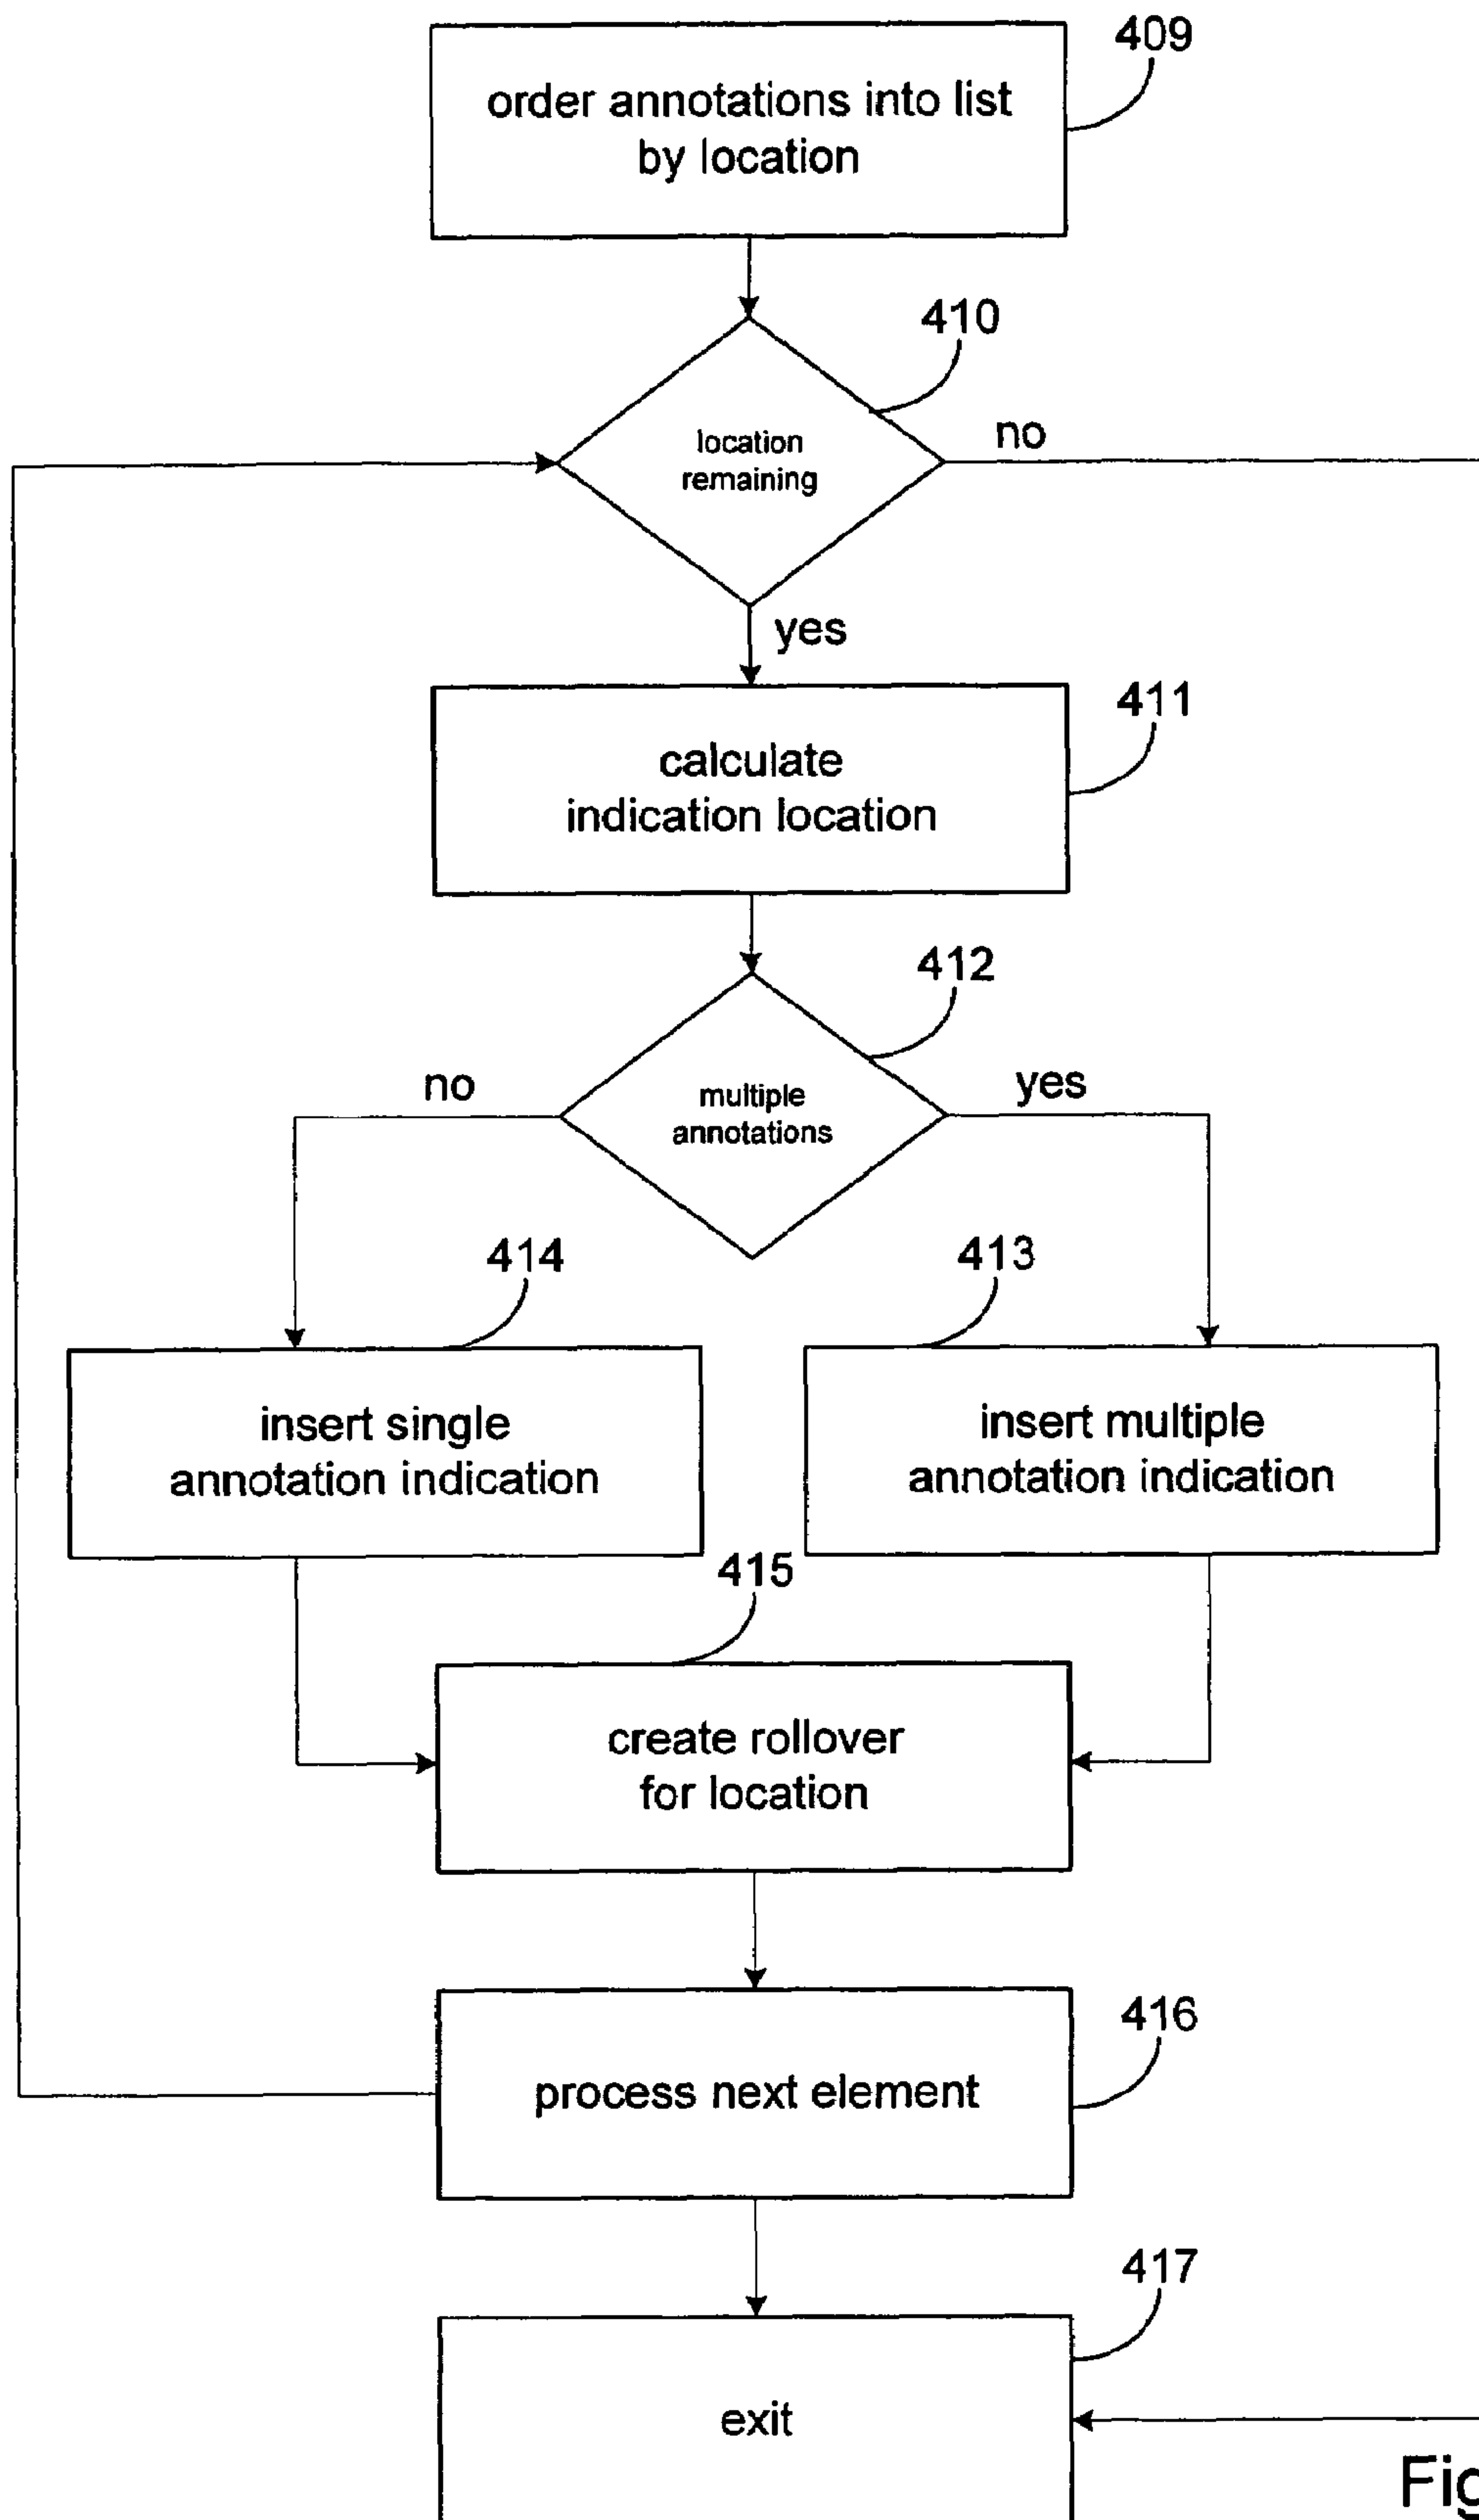 409
order annotations into list
by location
410
location
remaining
no
yes
411
calculate
indication location
412
multiple
annotations
no
yes
414
413
insert single
annotation indication
insert multiple
annotation indication
415
create rollover
for location
416
process next element
417
exit
Fig